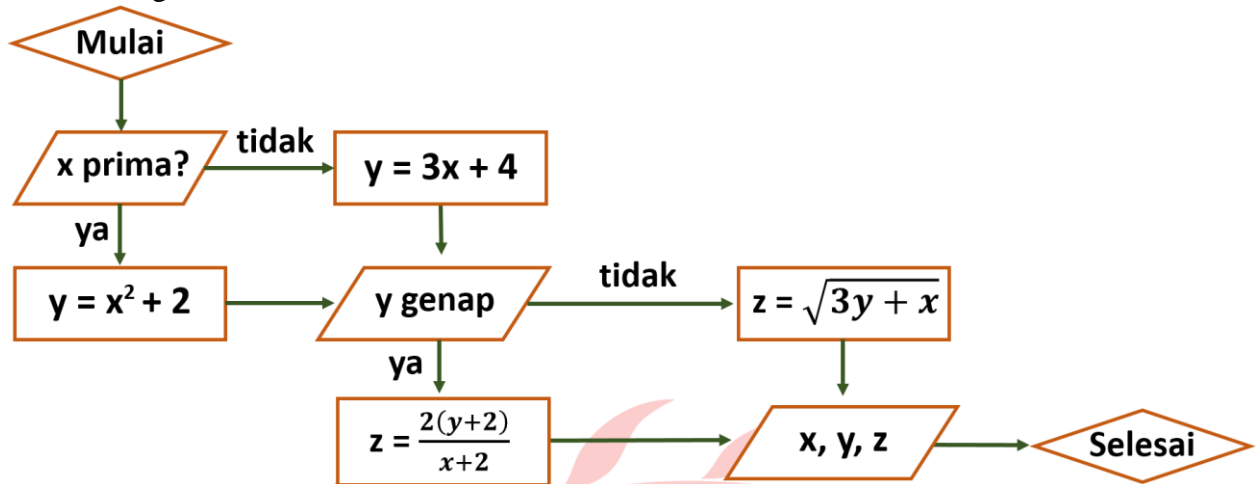 Mulai
x prima?
tidak
y = 3x + 4
ya
y = x² + 2
y genap
tidak
z = √(3y + x)
ya
z = 2(y+2)/(x+2)
x, y, z
Selesai